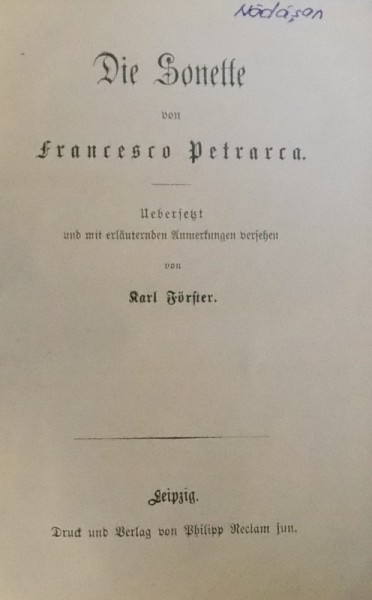 Nádasan
Die Sonette
von
Francesco Petrarca.
Uebersetzt
und mit erläuternden Anmerkungen versehen
von
Karl Förster.
Leipzig.
Druck und Verlag von Philipp Reclam jun.